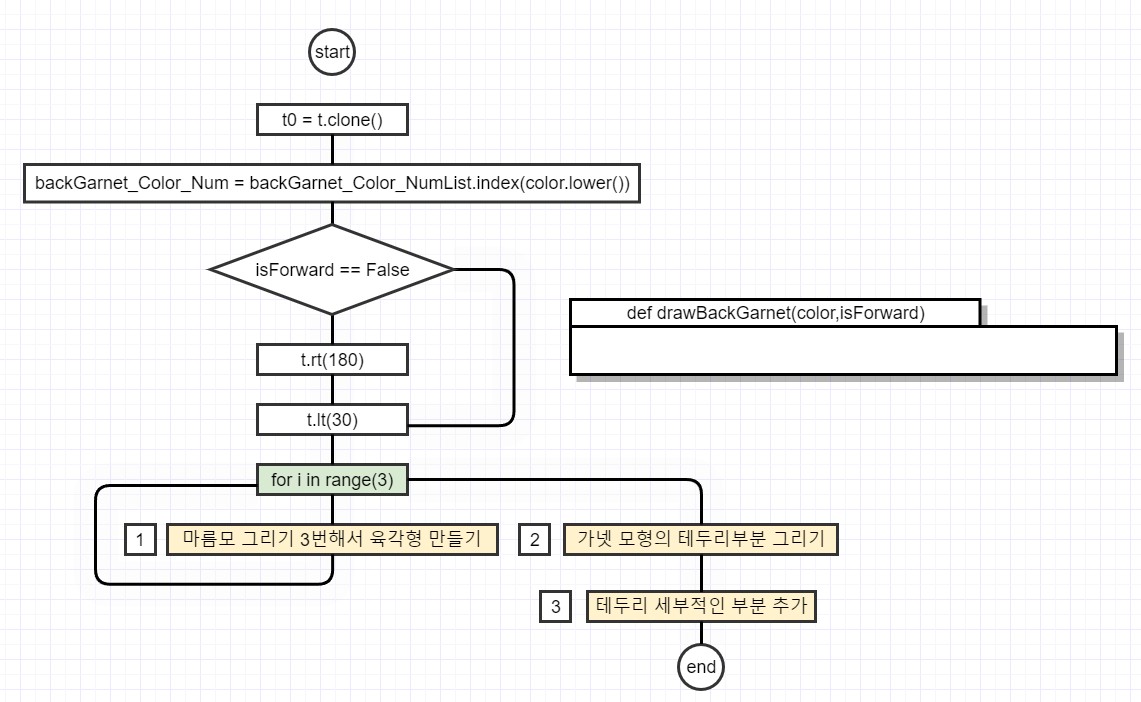 start
t0 = t.clone()
backGarnet_Color_Num = backGarnet_Color_NumList.index(color.lower())
isForward == False
def drawBackGarnet(color,isForward)
t.rt(180)
t.lt(30)
for i in range(3)
1
마름모 그리기 3번해서 육각형 만들기
2
가넷 모형의 테두리부분 그리기
3
테두리 세부적인 부분 추가
end